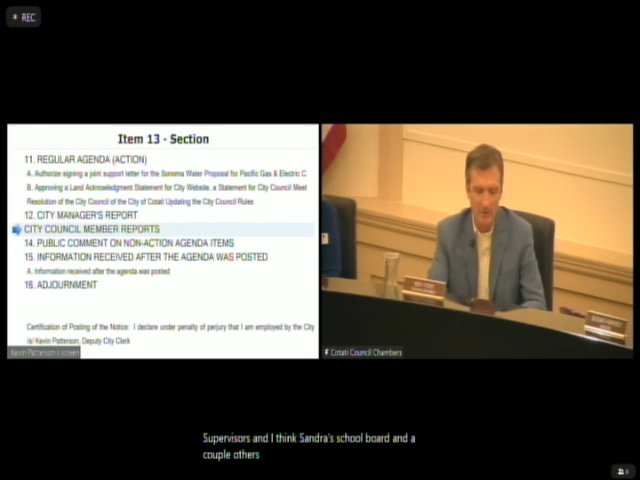 REC
Item 13 - Section
11. REGULAR AGENDA (ACTION)
A. Authorize signing a joint support letter for the Sonoma Water Proposal for Pacific Gas & Electric C
B. Approving a Land Acknowledgment Statement for City Website, a Statement for City Council Meet
Resolution of the City Council of the City of Cotati Updating the City Council Rules
12. CITY MANAGER'S REPORT
CITY COUNCIL MEMBER REPORTS
14. PUBLIC COMMENT ON NON-ACTION AGENDA ITEMS
15. INFORMATION RECEIVED AFTER THE AGENDA WAS POSTED
A. Information received after the agenda was posted
16. ADJOURNMENT
Certification of Posting of the Notice: I declare under penalty of perjury that I am employed by the City
/s/ Kevin Patterson, Deputy City Clerk
Kevin Patterson's screen
Cotati Council Chambers
Supervisors and I think Sandra's school board and a
couple others